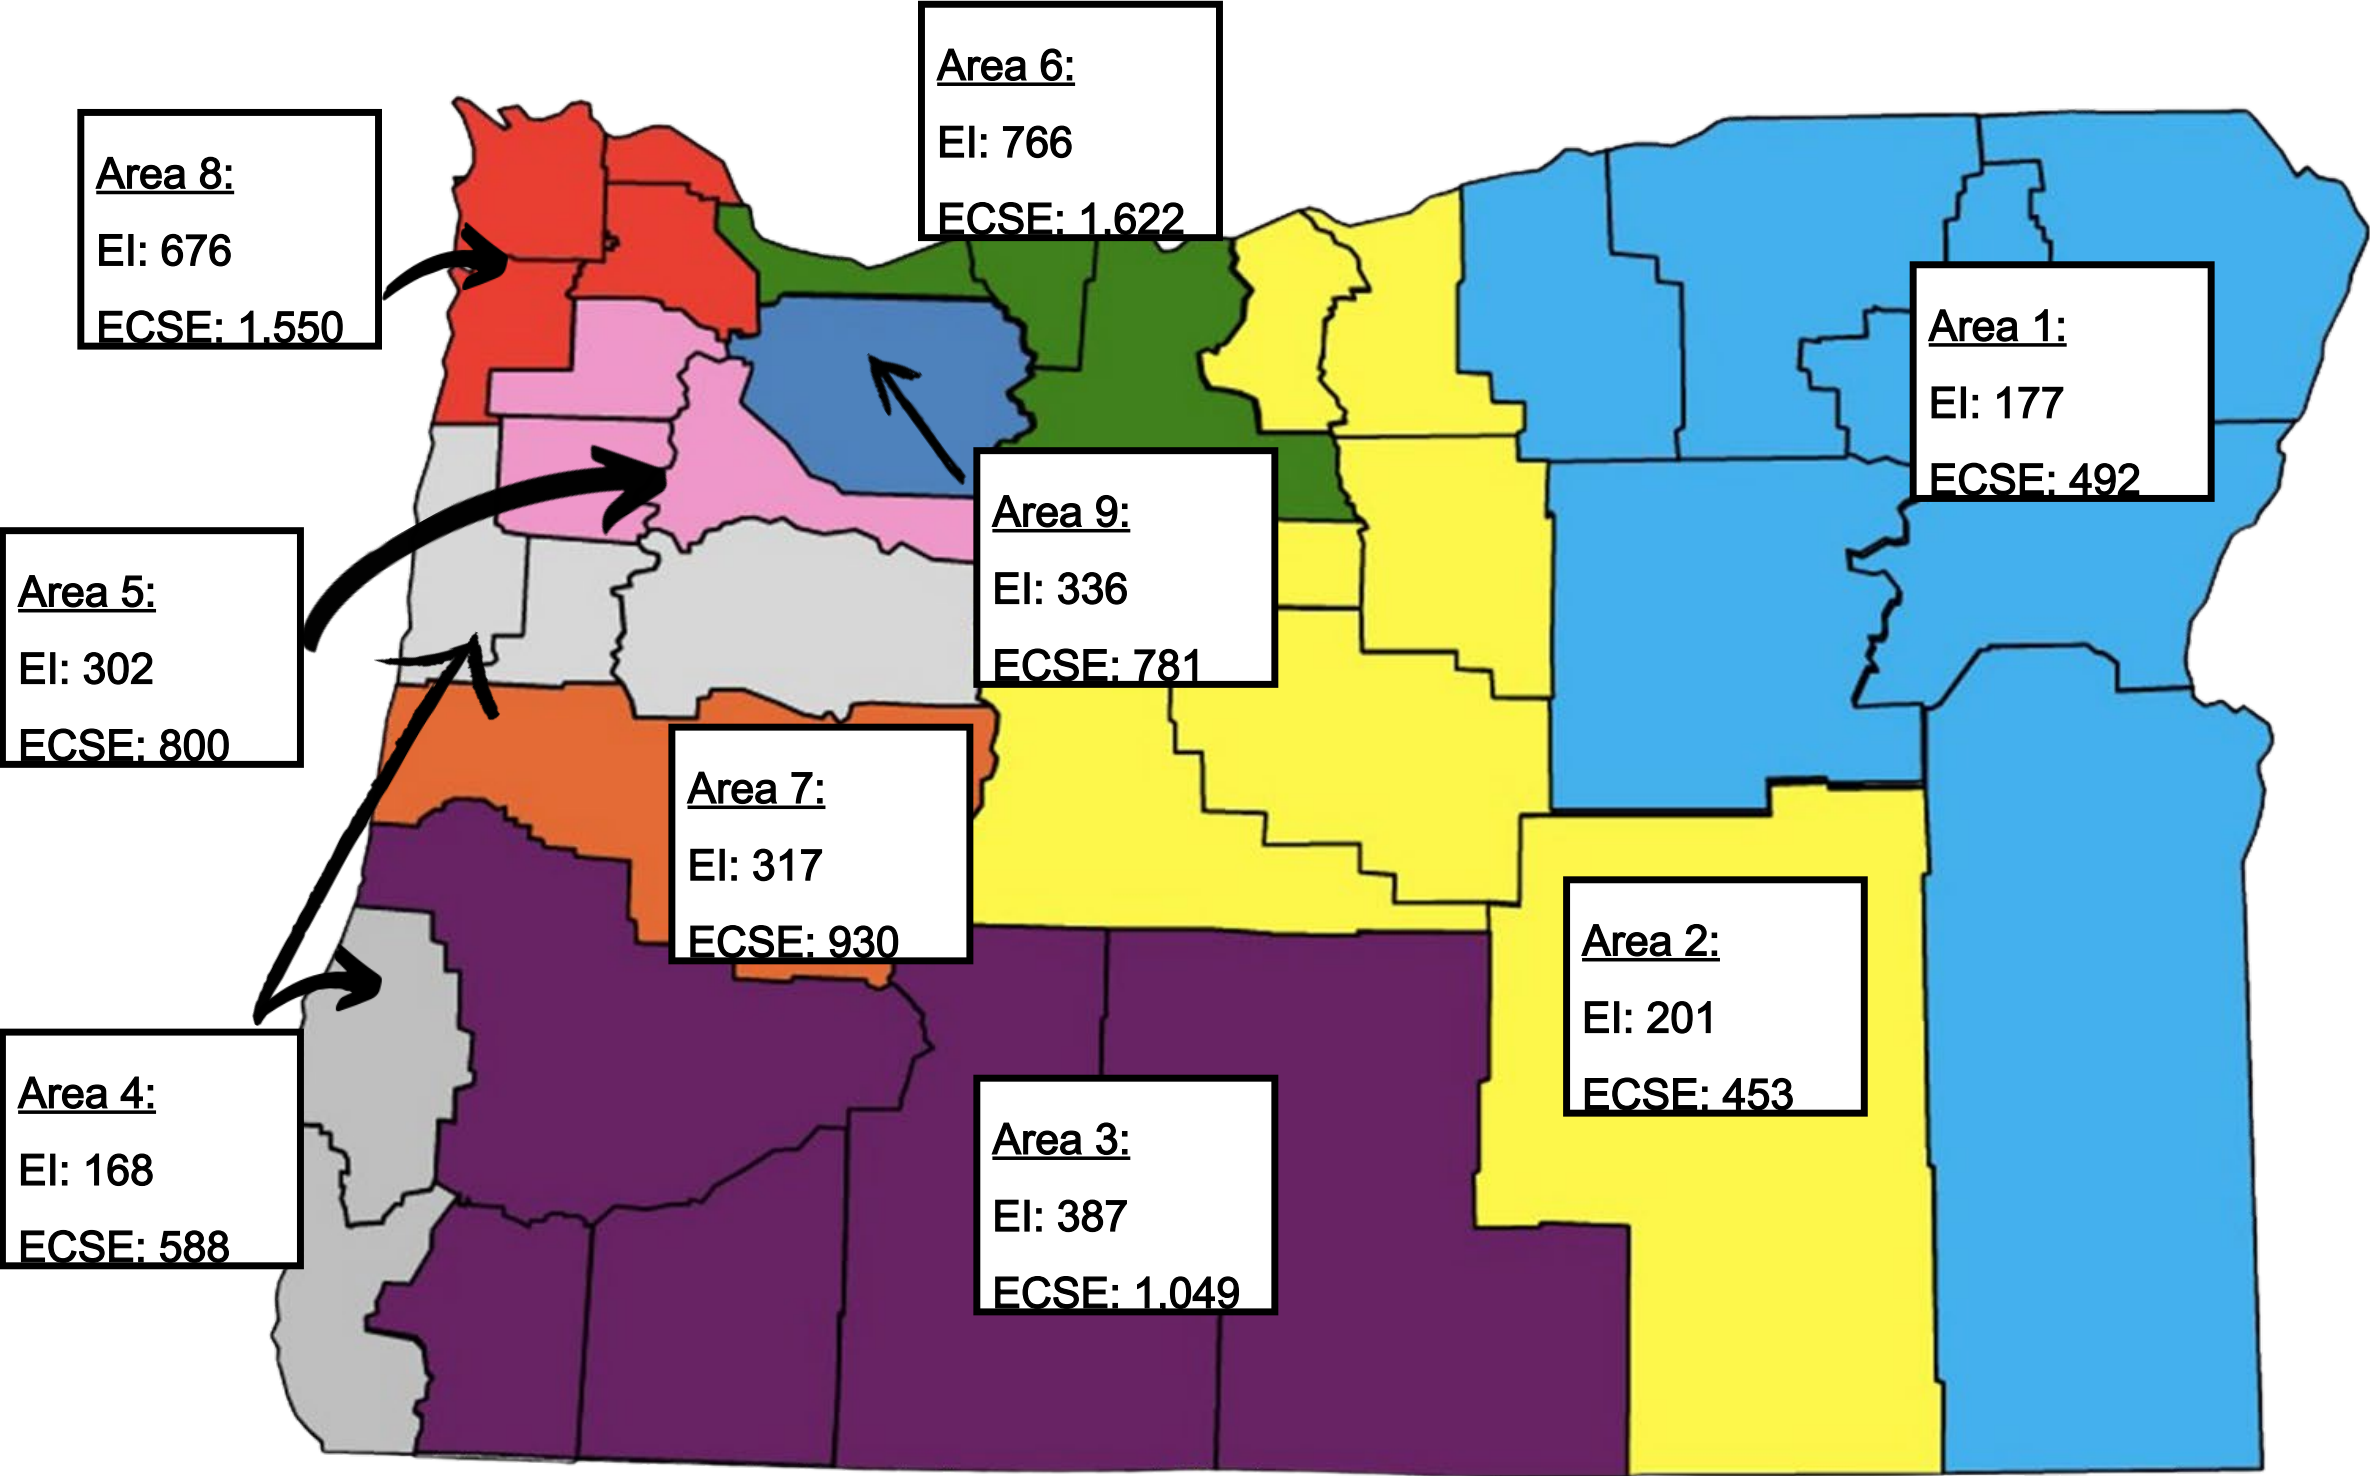 Area 6:
EI: 766
ECSE: 1.622
Area 8:
EI: 676
ECSE: 1.550
Area 1:
EI: 177
ECSE: 492
Area 9:
EI: 336
ECSE: 781
Area 5:
EI: 302
ECSE: 800
Area 7:
EI: 317
ECSE: 930
Area 2:
EI: 201
ECSE: 453
Area 4:
EI: 168
ECSE: 588
Area 3:
EI: 387
ECSE: 1.049